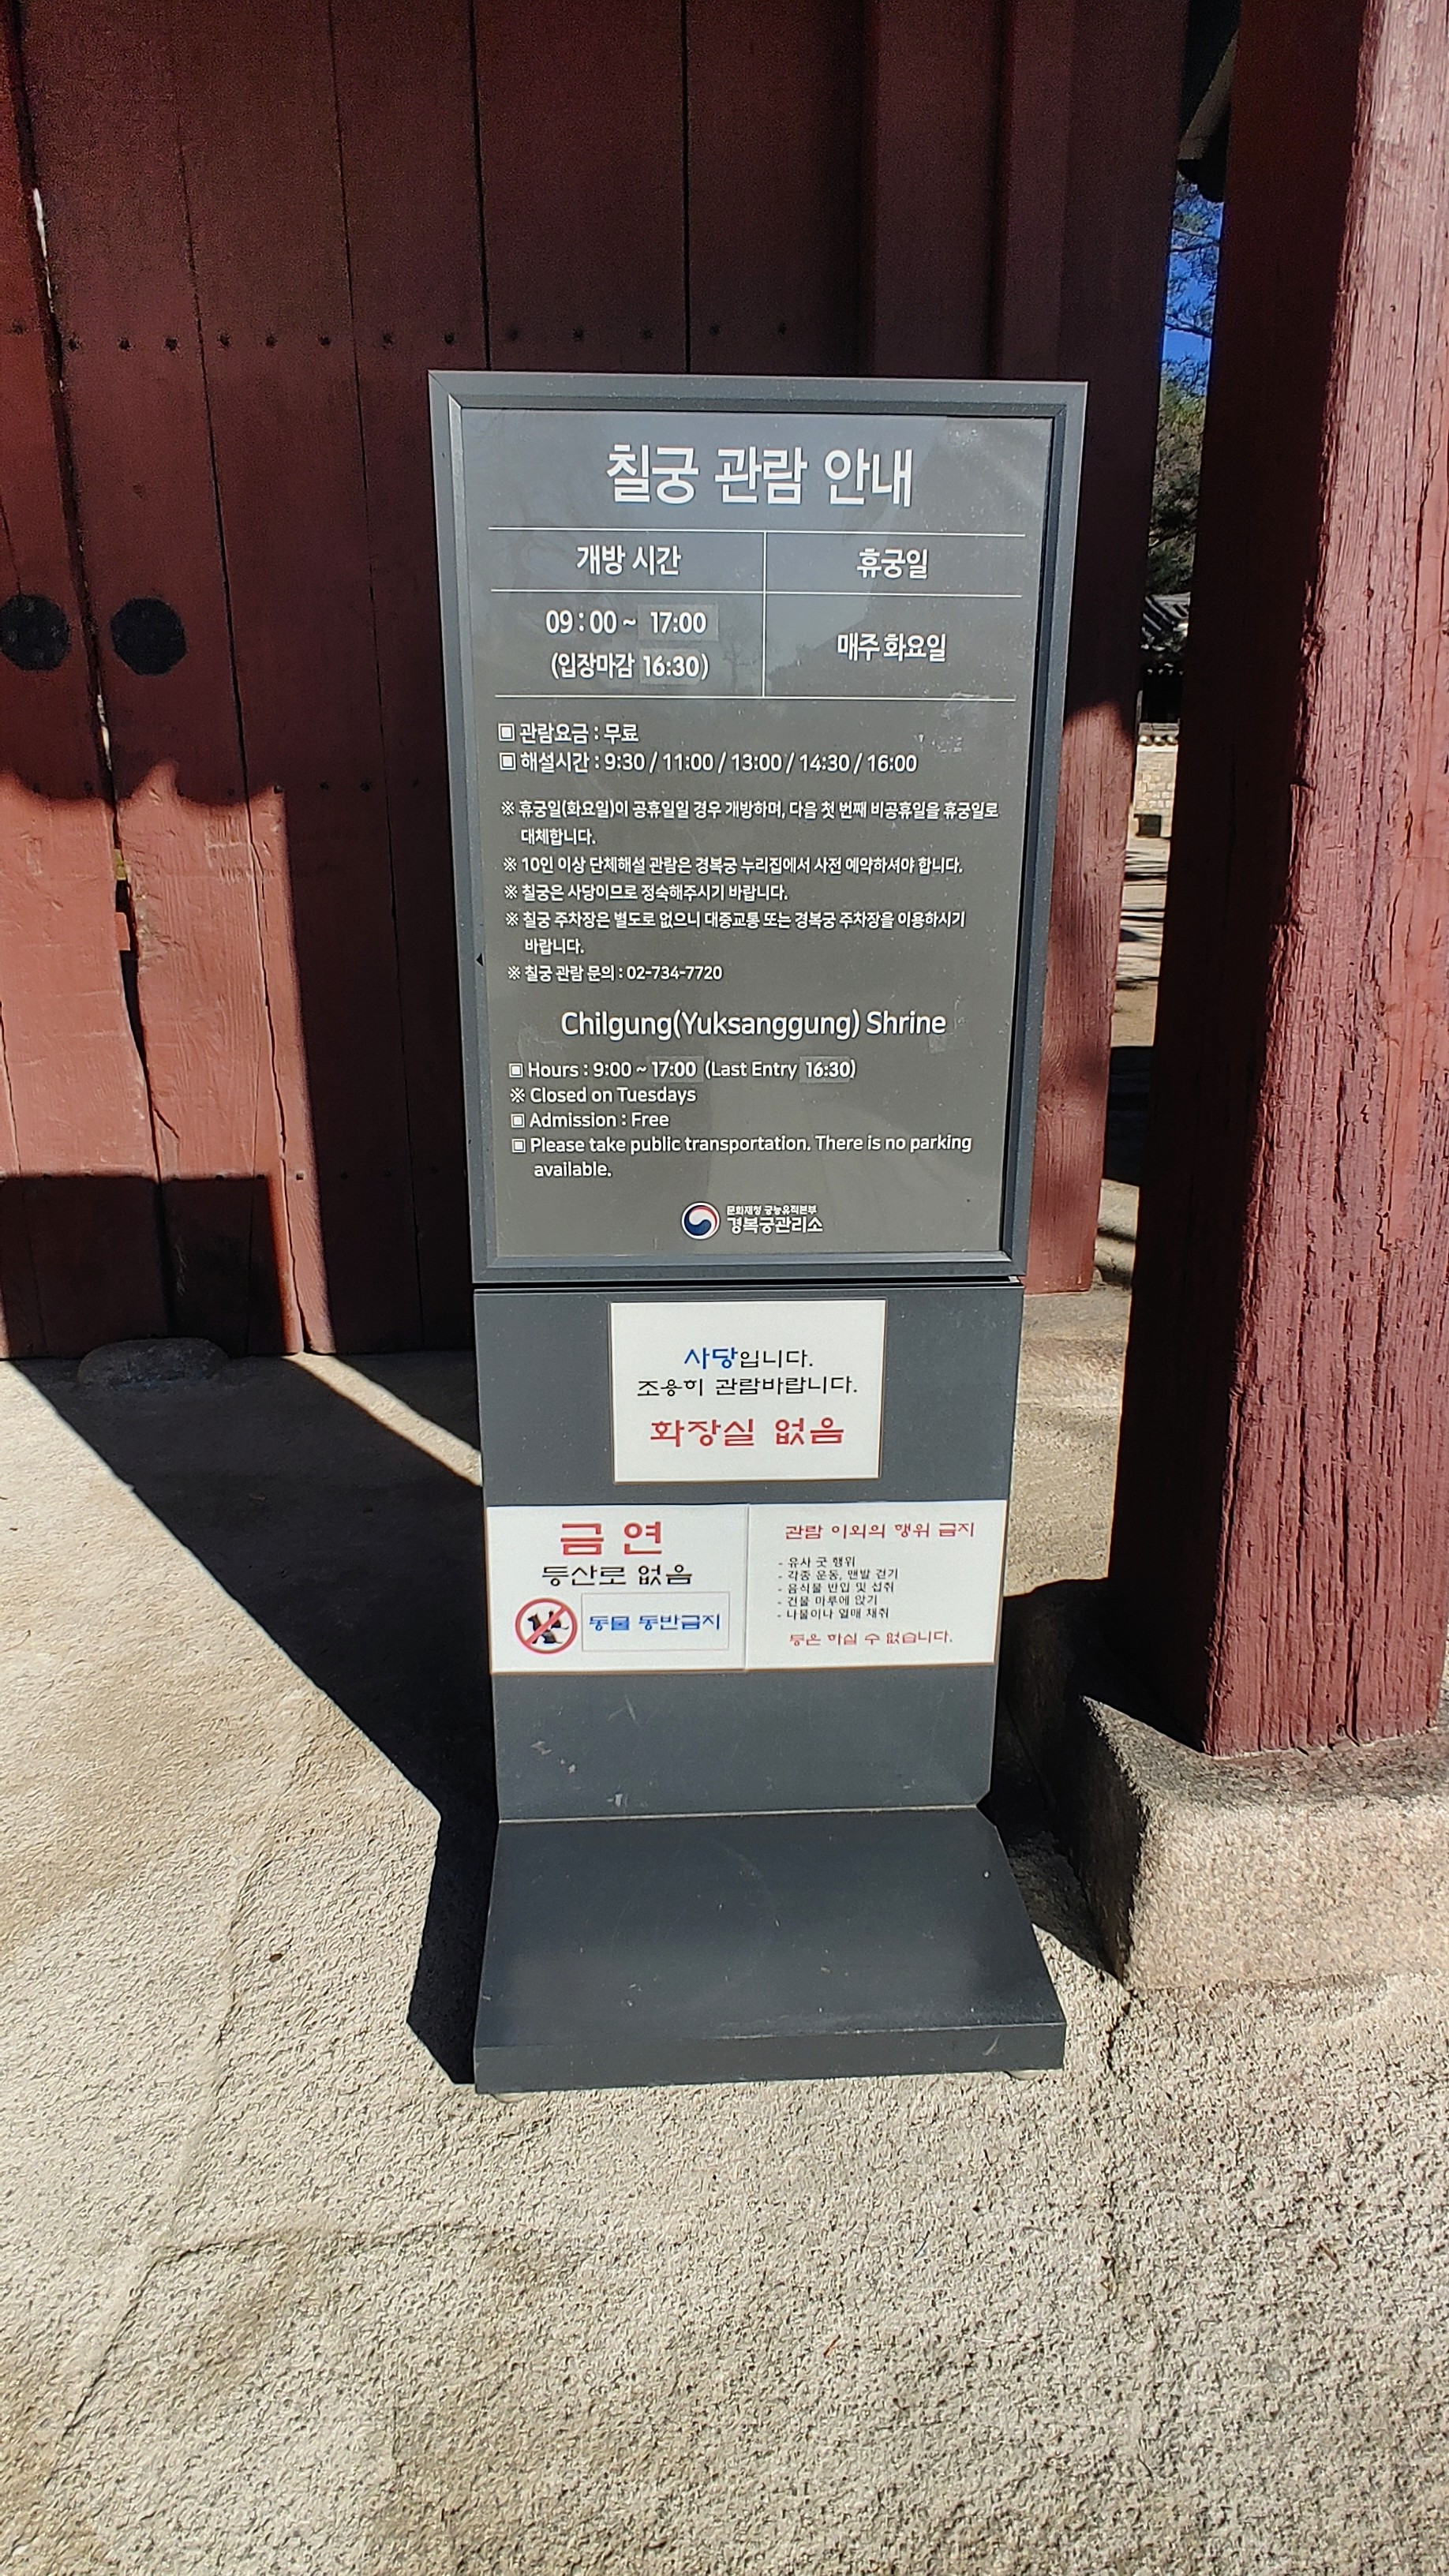 칠궁 관람 안내
개방 시간
휴궁일
09 : 00 ~ 17:00
(입장마감 16:30)
매주 화요일
▣ 관람요금 : 무료
▣ 해설시간 : 9:30 / 11:00 / 13:00 / 14:30 / 16:00
※ 휴궁일(화요일)이 공휴일일 경우 개방하며, 다음 첫 번째 비공휴일을 휴궁일로
대체합니다.
※ 10인 이상 단체해설 관람은 경복궁 누리집에서 사전 예약하셔야 합니다.
※ 칠궁은 사당이므로 정숙해주시기 바랍니다.
※ 칠궁 주차장은 별도로 없으니 대중교통 또는 경복궁 주차장을 이용하시기
바랍니다.
※ 칠궁 관람 문의 : 02-734-7720
Chilgung(Yuksanggung) Shrine
▣ Hours : 9:00 ~ 17:00 (Last Entry 16:30)
※ Closed on Tuesdays
▣ Admission : Free
▣ Please take public transportation. There is no parking
available.
문화재청 궁능유적본부
경복궁관리소
사당입니다.
조용히 관람바랍니다.
화장실 없음
금 연
등산로 없음
동물 동반금지
관람 이외의 행위 금지
- 유사 굿 행위
- 각종 운동, 맨발 걷기
- 음식물 반입 및 섭취
- 건물 마루에 앉기
- 나물이나 열매 채취
등은 하실 수 없습니다.